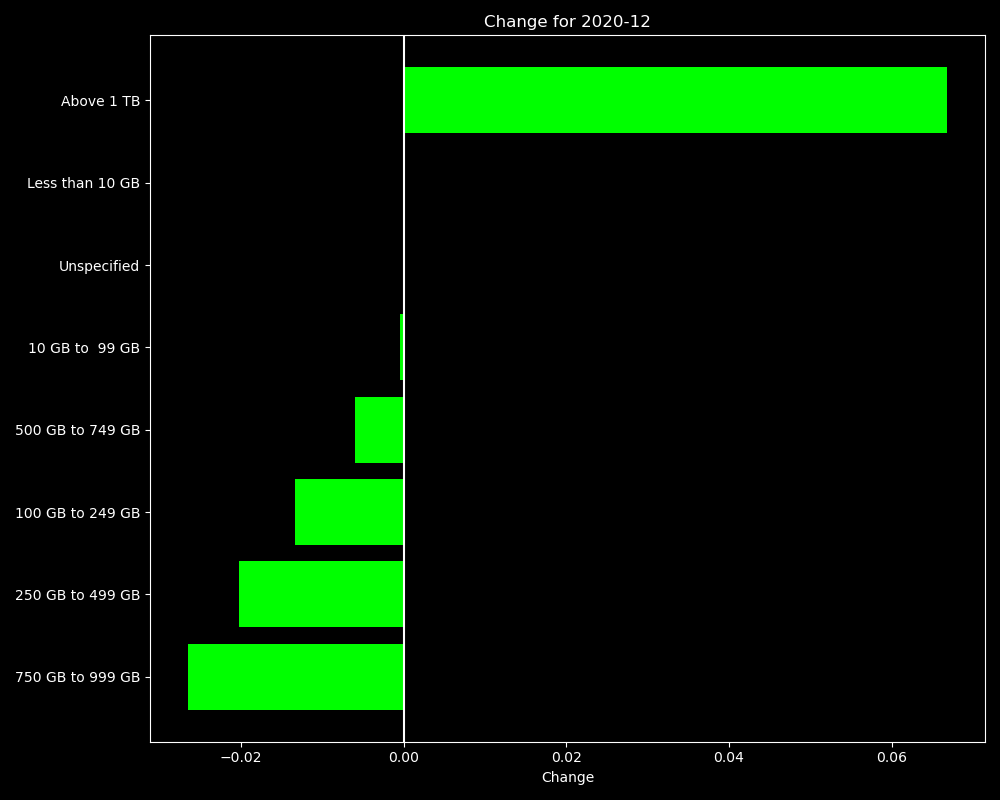 Change for 2020-12
Above 1 TB
Less than 10 GB
Unspecified
10 GB to  99 GB
500 GB to 749 GB
100 GB to 249 GB
250 GB to 499 GB
750 GB to 999 GB
−0.02 0.00 0.02 0.04 0.06
Change